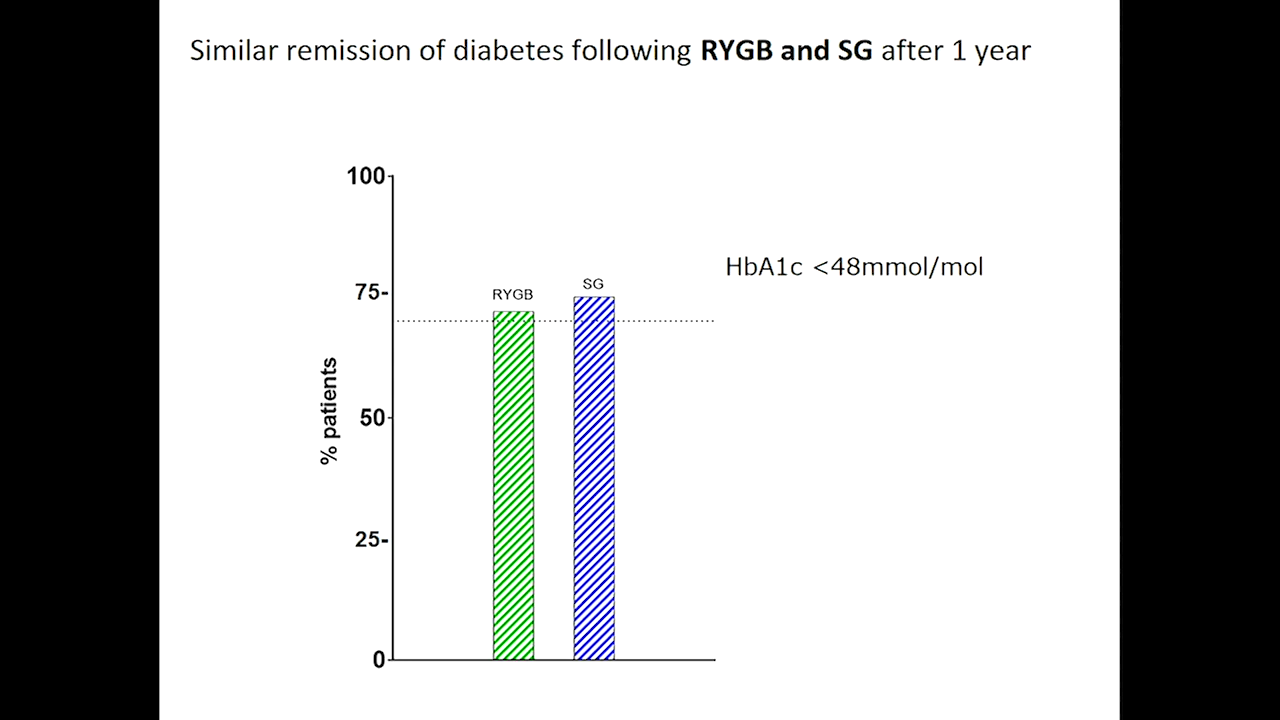 Similar remission of diabetes following RYGB and SG after 1 year
100
HbA1c <48mmol/mol
SG
75-
RYGB
% patients
50
25-
0